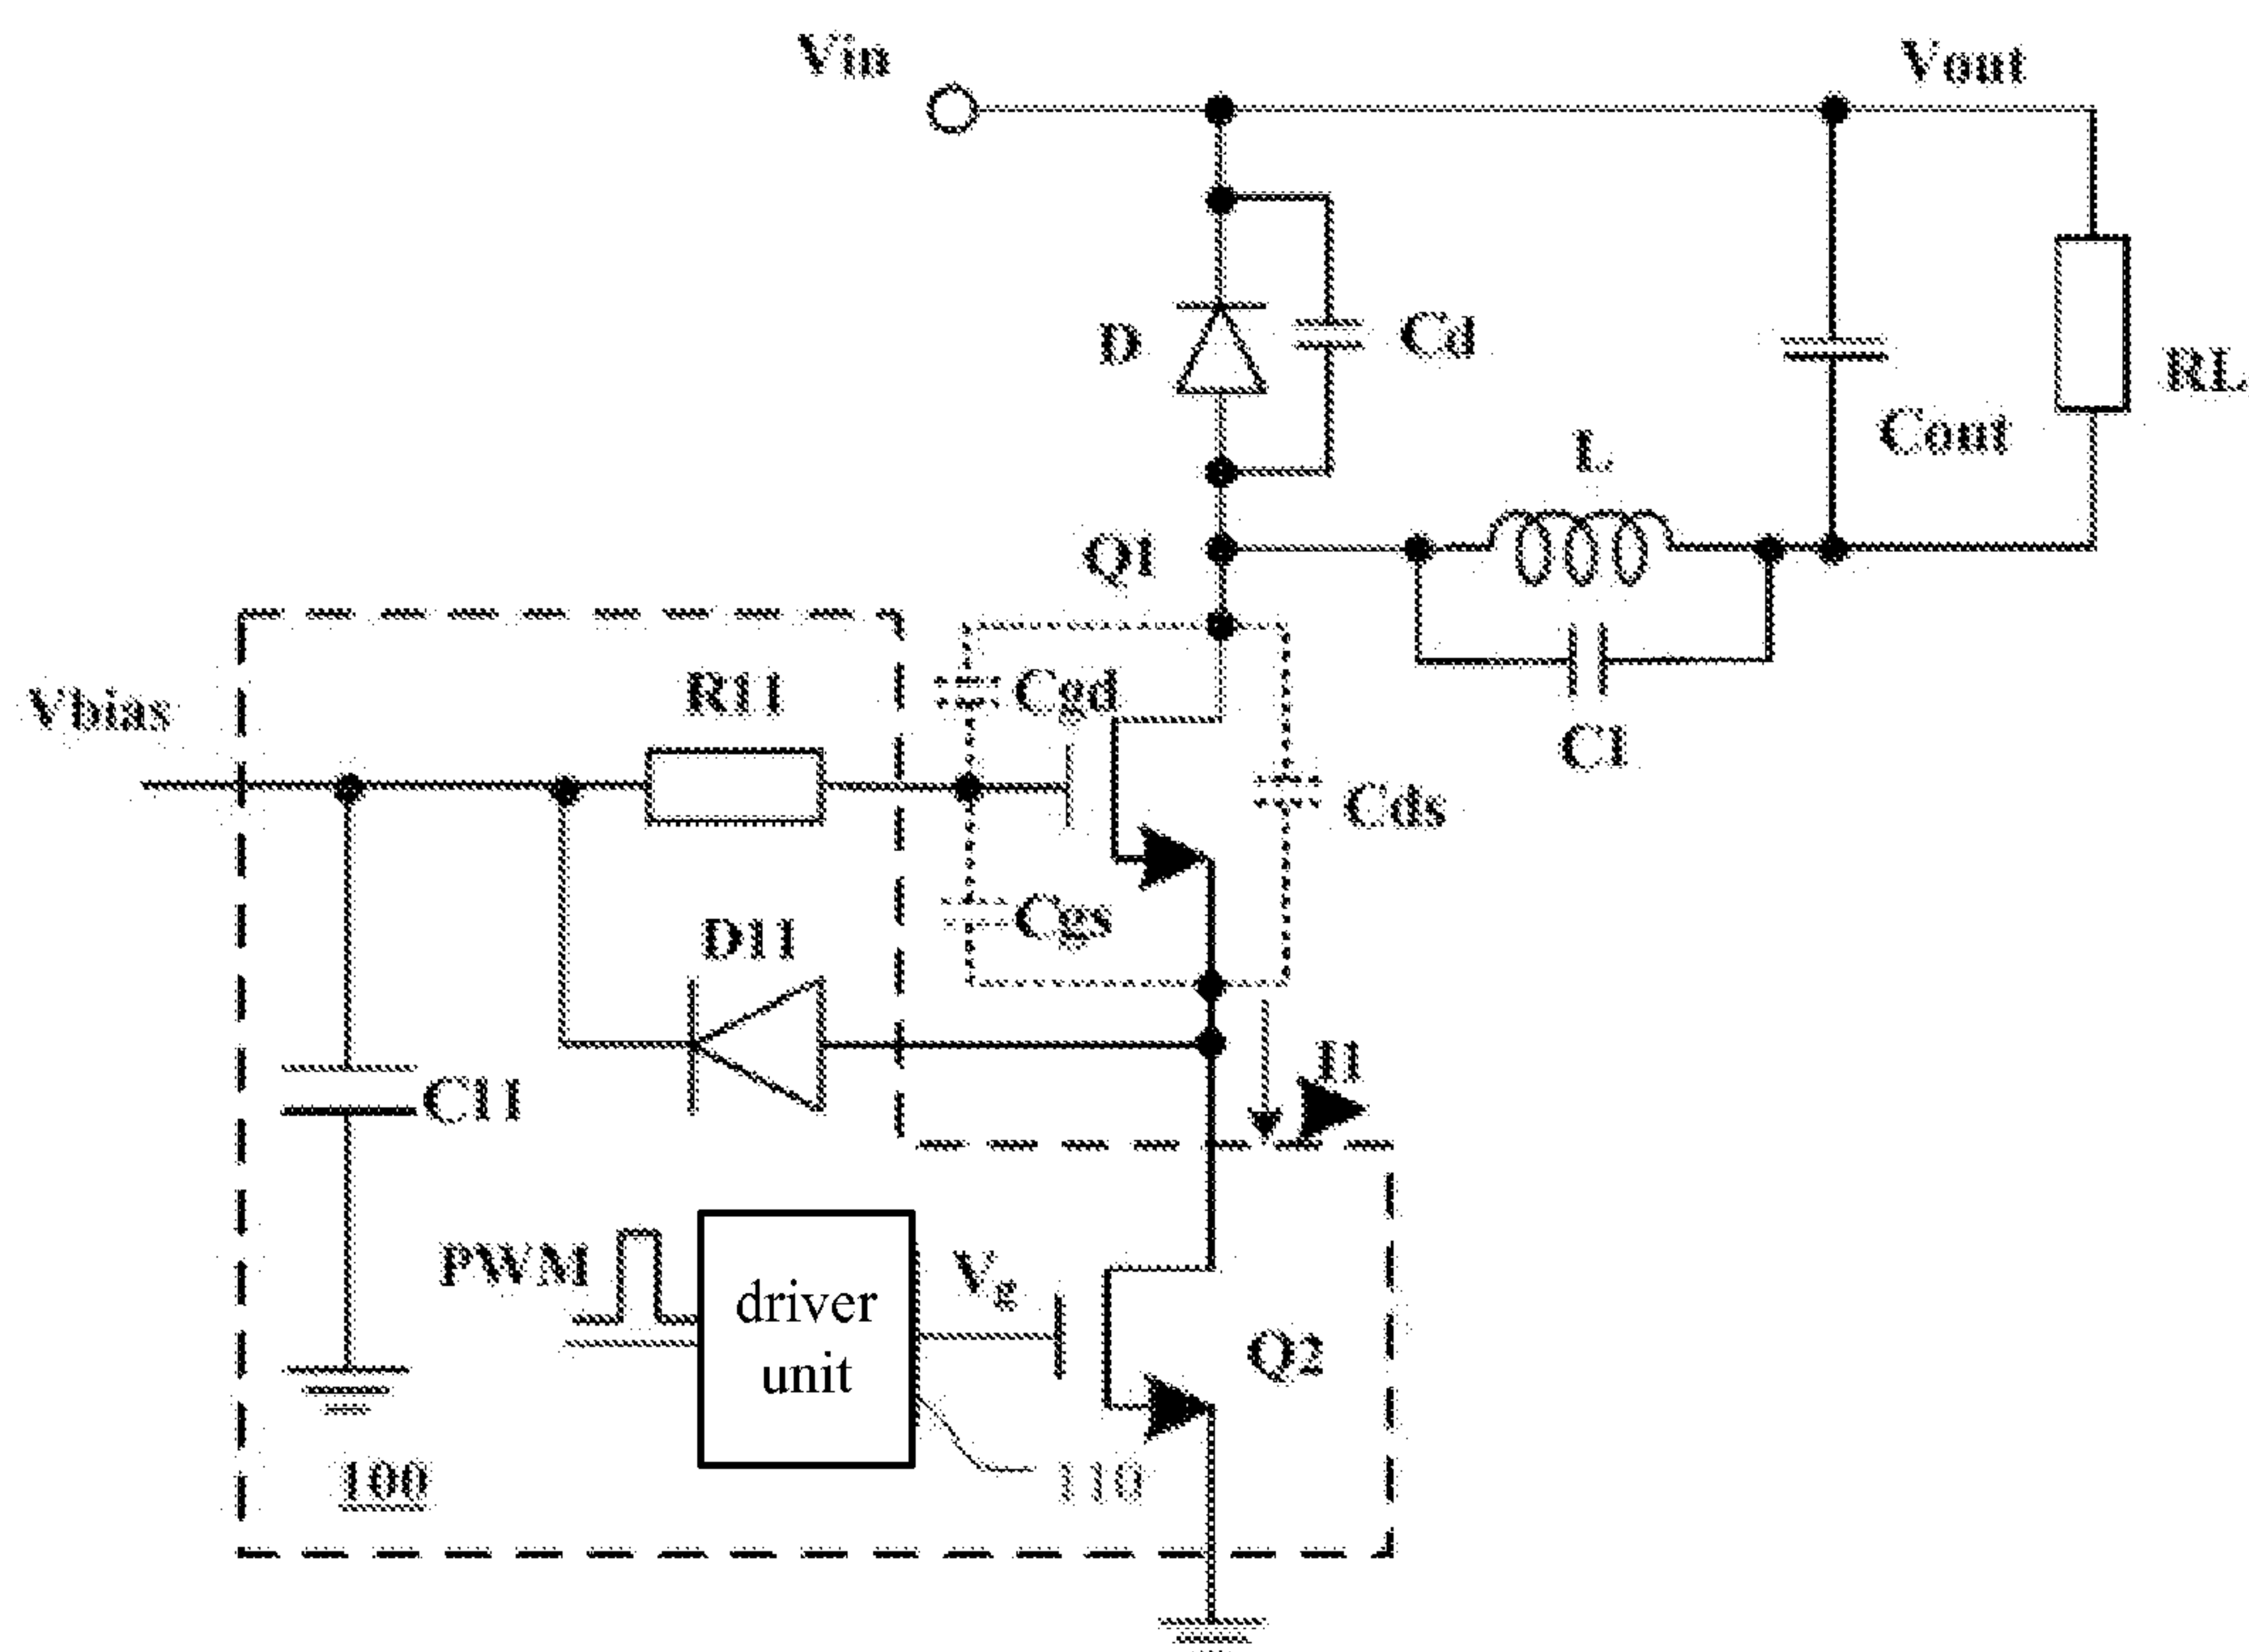 Vin
Vout
D
Cd
RL
Cout
L
Q1
Cgd
R11
Vbias
C1
Cds
Cgs
D11
I1
C11
PWM
driver
unit
Vg
Q2
100
110